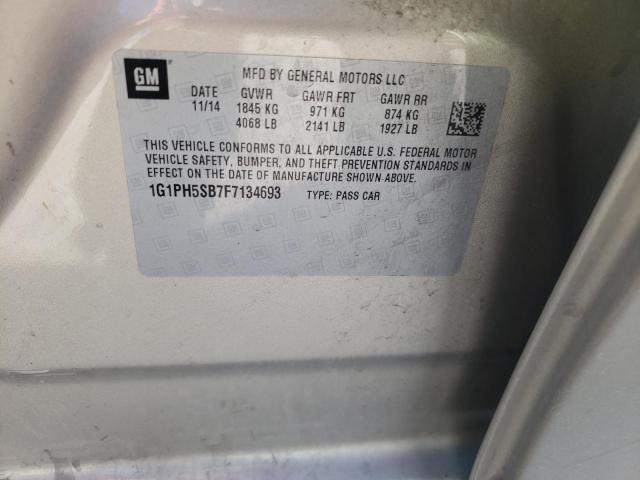 GM
MFD BY GENERAL MOTORS LLC
DATE GVWR GAWR FRT GAWR RR
11/14 1845 KG 971 KG 874 KG
4068 LB 2141 LB 1927 LB
THIS VEHICLE CONFORMS TO ALL APPLICABLE U.S. FEDERAL MOTOR
VEHICLE SAFETY, BUMPER, AND THEFT PREVENTION STANDARDS IN
EFFECT ON THE DATE OF MANUFACTURE SHOWN ABOVE.
1G1PH5SB7F7134693 TYPE: PASS CAR